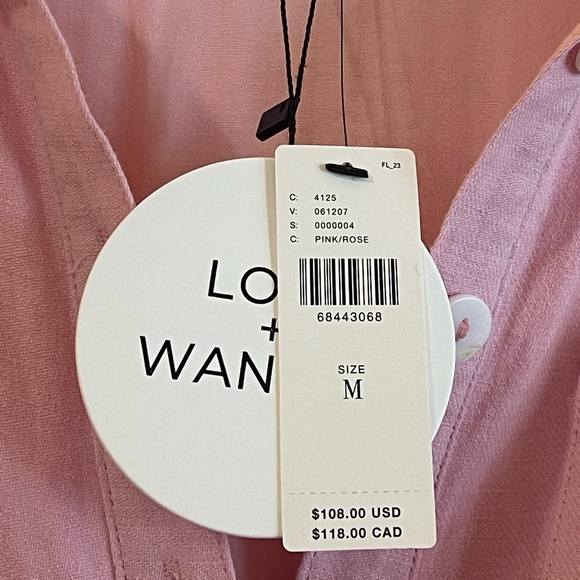 LO
+
WAN
FL_23
C: 4125
V: 061207
S: 0000004
C: PINK/ROSE
68443068
SIZE
M
$108.00 USD
$118.00 CAD